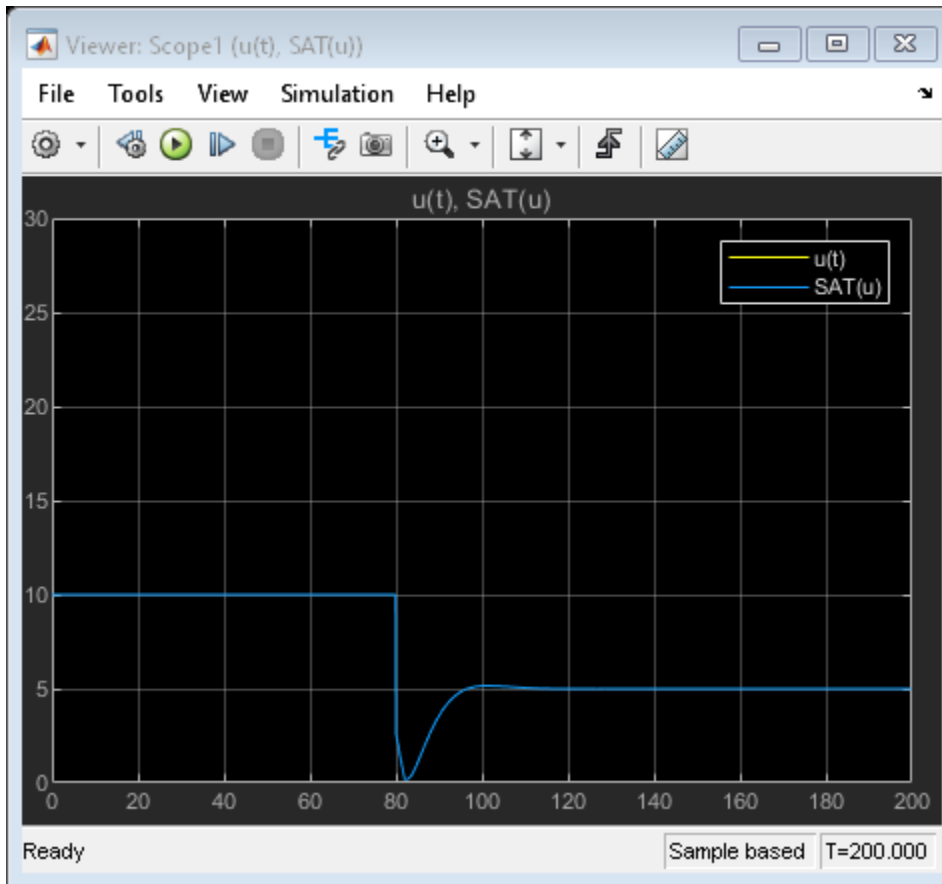 Viewer: Scope1 (u(t), SAT(u))
File Tools View Simulation Help
u(t), SAT(u)
30
25
20
15
10
5
0
u(t)
SAT(u)
0 20 40 60 80 100 120 140 160 180 200
Ready Sample based T=200.000